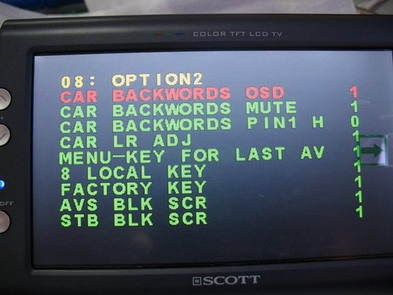 COLOR TFT LCD TV
08: OPTION2
CAR BACKWORDS OSD 1
CAR BACKWORDS MUTE 1
CAR BACKWORDS PIN1 H 0
CAR LR ADJ 1
MENU-KEY FOR LAST AV 1
8 LOCAL KEY 1
FACTORY KEY 1
AVS BLK SCR 1
STB BLK SCR 1
SCOTT